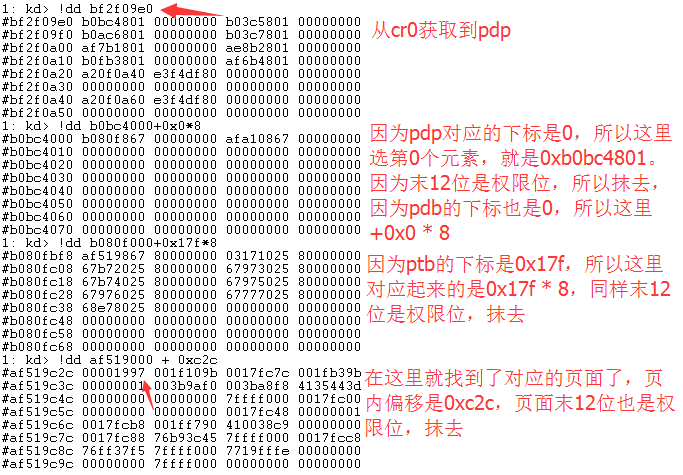 1: kd> !dd bf2f09e0
#bf2f09e0 b0bc4801 00000000 b03c5801 00000000
#bf2f09f0 b0ac6801 00000000 b03c7801 00000000
#bf2f0a00 af7b1801 00000000 ae8b2801 00000000
#bf2f0a10 b0fb3801 00000000 af6b4801 00000000
#bf2f0a20 a20f0a40 e3f4df80 00000000 00000000
#bf2f0a30 00000000 00000000 00000000 00000000
#bf2f0a40 a20f0a60 e3f4df80 00000000 00000000
#bf2f0a50 00000000 00000000 00000000 00000000
从cr0获取到pdp
1: kd> !dd b0bc4000+0x0*8
#b0bc4000 b080f867 00000000 afa10867 00000000
#b0bc4010 00000000 00000000 00000000 00000000
#b0bc4020 00000000 00000000 00000000 00000000
#b0bc4030 00000000 00000000 00000000 00000000
#b0bc4040 00000000 00000000 00000000 00000000
#b0bc4050 00000000 00000000 00000000 00000000
#b0bc4060 00000000 00000000 00000000 00000000
#b0bc4070 00000000 00000000 00000000 00000000
因为pdp对应的下标是0，所以这里
选第0个元素，就是0xb0bc4801。
因为末12位是权限位，所以抹去，
因为pdb的下标也是0，所以这里
+0x0 * 8
1: kd> !dd b080f000+0x17f*8
#b080fbf8 af519867 80000000 03171025 80000000
#b080fc08 67b72025 80000000 67973025 80000000
#b080fc18 67b74025 80000000 67975025 80000000
#b080fc28 67976025 80000000 67777025 80000000
#b080fc38 68e78025 80000000 00000000 00000000
#b080fc48 00000000 00000000 00000000 00000000
#b080fc58 00000000 00000000 00000000 00000000
#b080fc68 00000000 00000000 00000000 00000000
因为ptb的下标是0x17f，所以这里
对应起来的是0x17f * 8，同样末12
位是权限位，抹去
1: kd> !dd af519000 + 0xc2c
#af519c2c 00001997 001f109b 0017fc7c 001fb39b
#af519c3c 00000001 003b9af0 003ba8f8 4135443d
#af519c4c 00000000 00000000 7ffff000 0017fc00
#af519c5c 00000000 00000000 0017fc48 00000001
#af519c6c 0017fcb8 001ff790 410038c9 00000000
#af519c7c 0017fc88 76b93c45 7ffff000 0017fcc8
#af519c8c 76ff37f5 7ffff000 7719fffe 00000000
#af519c9c 00000000 7ffff000 00000000 00000000
在这里就找到了对应的页面了，页
内偏移是0xc2c，页面末12位也是权
限位，抹去